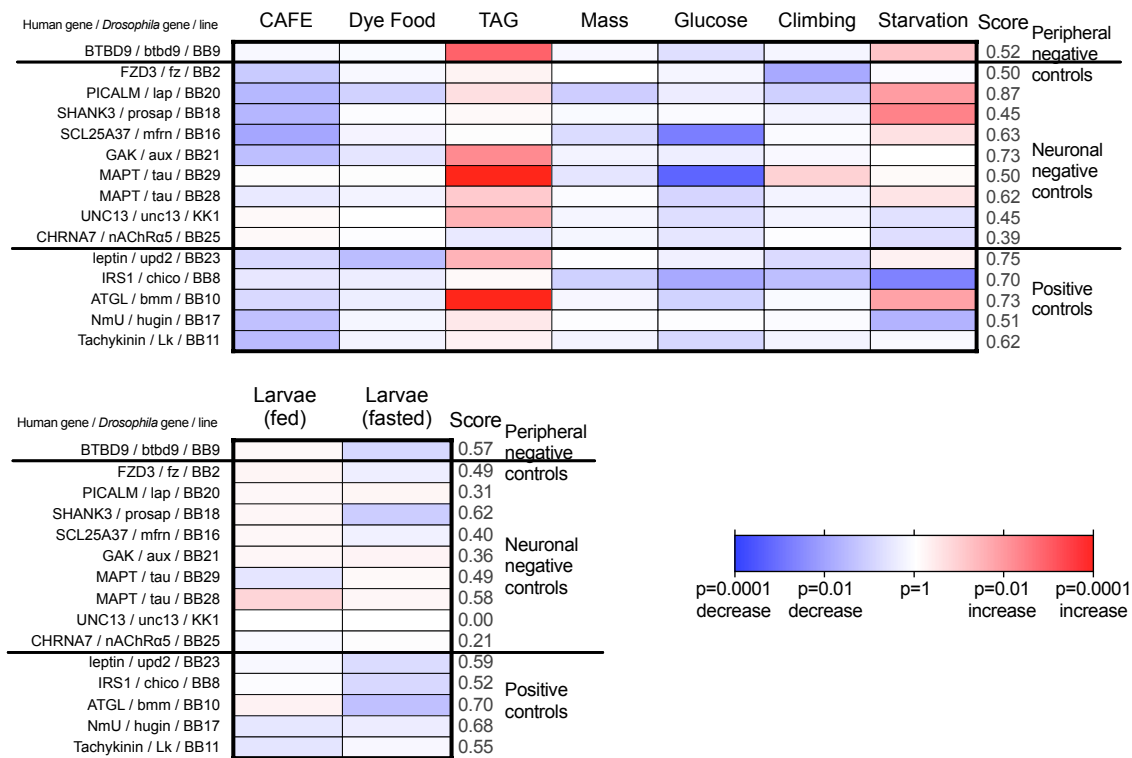 Human gene / Drosophila gene / line CAFE Dye Food TAG Mass Glucose Climbing Starvation Score
BTBD9 / btbd9 / BB9 0.52
Peripheral
negative
controls
FZD3 / fz / BB2 0.50
PICALM / lap / BB20 0.87
SHANK3 / prosap / BB18 0.45
SCL25A37 / mfrn / BB16 0.63
GAK / aux / BB21 0.73
MAPT / tau / BB29 0.50
MAPT / tau / BB28 0.62
UNC13 / unc13 / KK1 0.45
CHRNA7 / nAChRα5 / BB25 0.39
Neuronal
negative
controls
leptin / upd2 / BB23 0.75
IRS1 / chico / BB8 0.70
ATGL / bmm / BB10 0.73
NmU / hugin / BB17 0.51
Tachykinin / Lk / BB11 0.62
Positive
controls
Human gene / Drosophila gene / line
Larvae
(fed)
Larvae
(fasted)
Score
BTBD9 / btbd9 / BB9 0.57
Peripheral
negative
controls
FZD3 / fz / BB2 0.49
PICALM / lap / BB20 0.31
SHANK3 / prosap / BB18 0.62
SCL25A37 / mfrn / BB16 0.40
GAK / aux / BB21 0.36
MAPT / tau / BB29 0.49
MAPT / tau / BB28 0.58
UNC13 / unc13 / KK1 0.00
CHRNA7 / nAChRα5 / BB25 0.21
Neuronal
negative
controls
leptin / upd2 / BB23 0.59
IRS1 / chico / BB8 0.52
ATGL / bmm / BB10 0.70
NmU / hugin / BB17 0.68
Tachykinin / Lk / BB11 0.55
Positive
controls
p=0.0001
decrease
p=0.01
decrease
p=1
p=0.01
increase
p=0.0001
increase